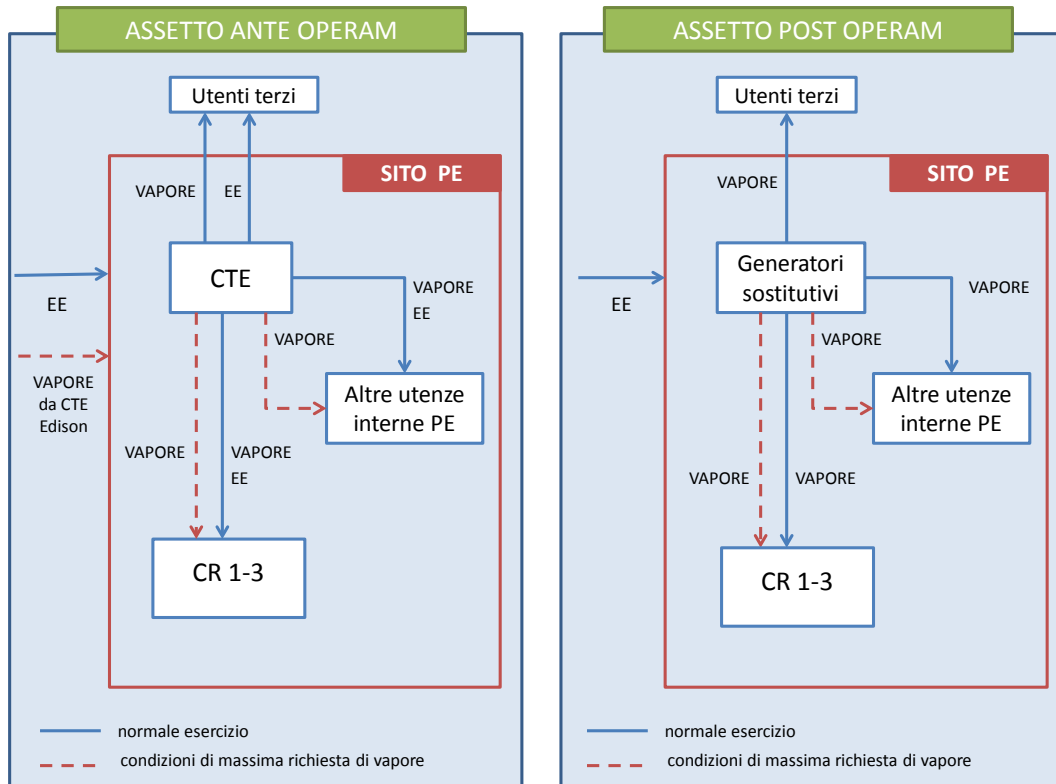 ASSETTO ANTE OPERAM
Utenti terzi
SITO PE
VAPORE
EE
CTE
EE
VAPORE
EE
VAPORE
VAPORE
da CTE
Edison
Altre utenze
interne PE
VAPORE
VAPORE
EE
CR 1-3
normale esercizio
condizioni di massima richiesta di vapore
ASSETTO POST OPERAM
Utenti terzi
SITO PE
VAPORE
Generatori
sostitutivi
EE
VAPORE
VAPORE
Altre utenze
interne PE
VAPORE
VAPORE
CR 1-3
normale esercizio
condizioni di massima richiesta di vapore